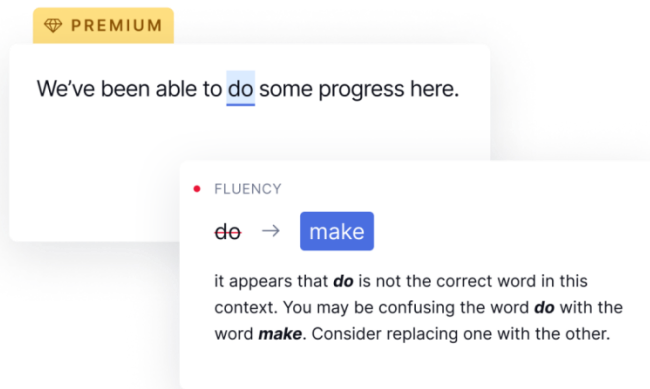 PREMIUM
We’ve been able to do some progress here.
FLUENCY
do → make
it appears that do is not the correct word in this
context. You may be confusing the word do with the
word make. Consider replacing one with the other.